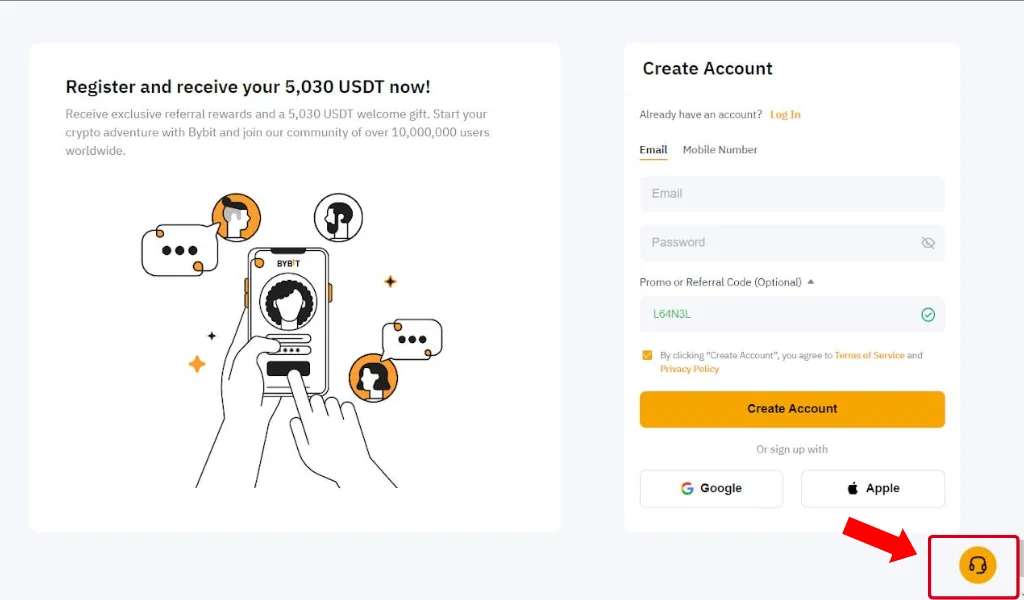 Register and receive your 5,030 USDT now!
Receive exclusive referral rewards and a 5,030 USDT welcome gift. Start your
crypto adventure with Bybit and join our community of over 10,000,000 users
worldwide.
BYBIT
Create Account
Already have an account? Log In
Email Mobile Number
Email
Password
Promo or Referral Code (Optional)
L64N3L
By clicking “Create Account”, you agree to Terms of Service and
Privacy Policy
Create Account
Or sign up with
Google Apple